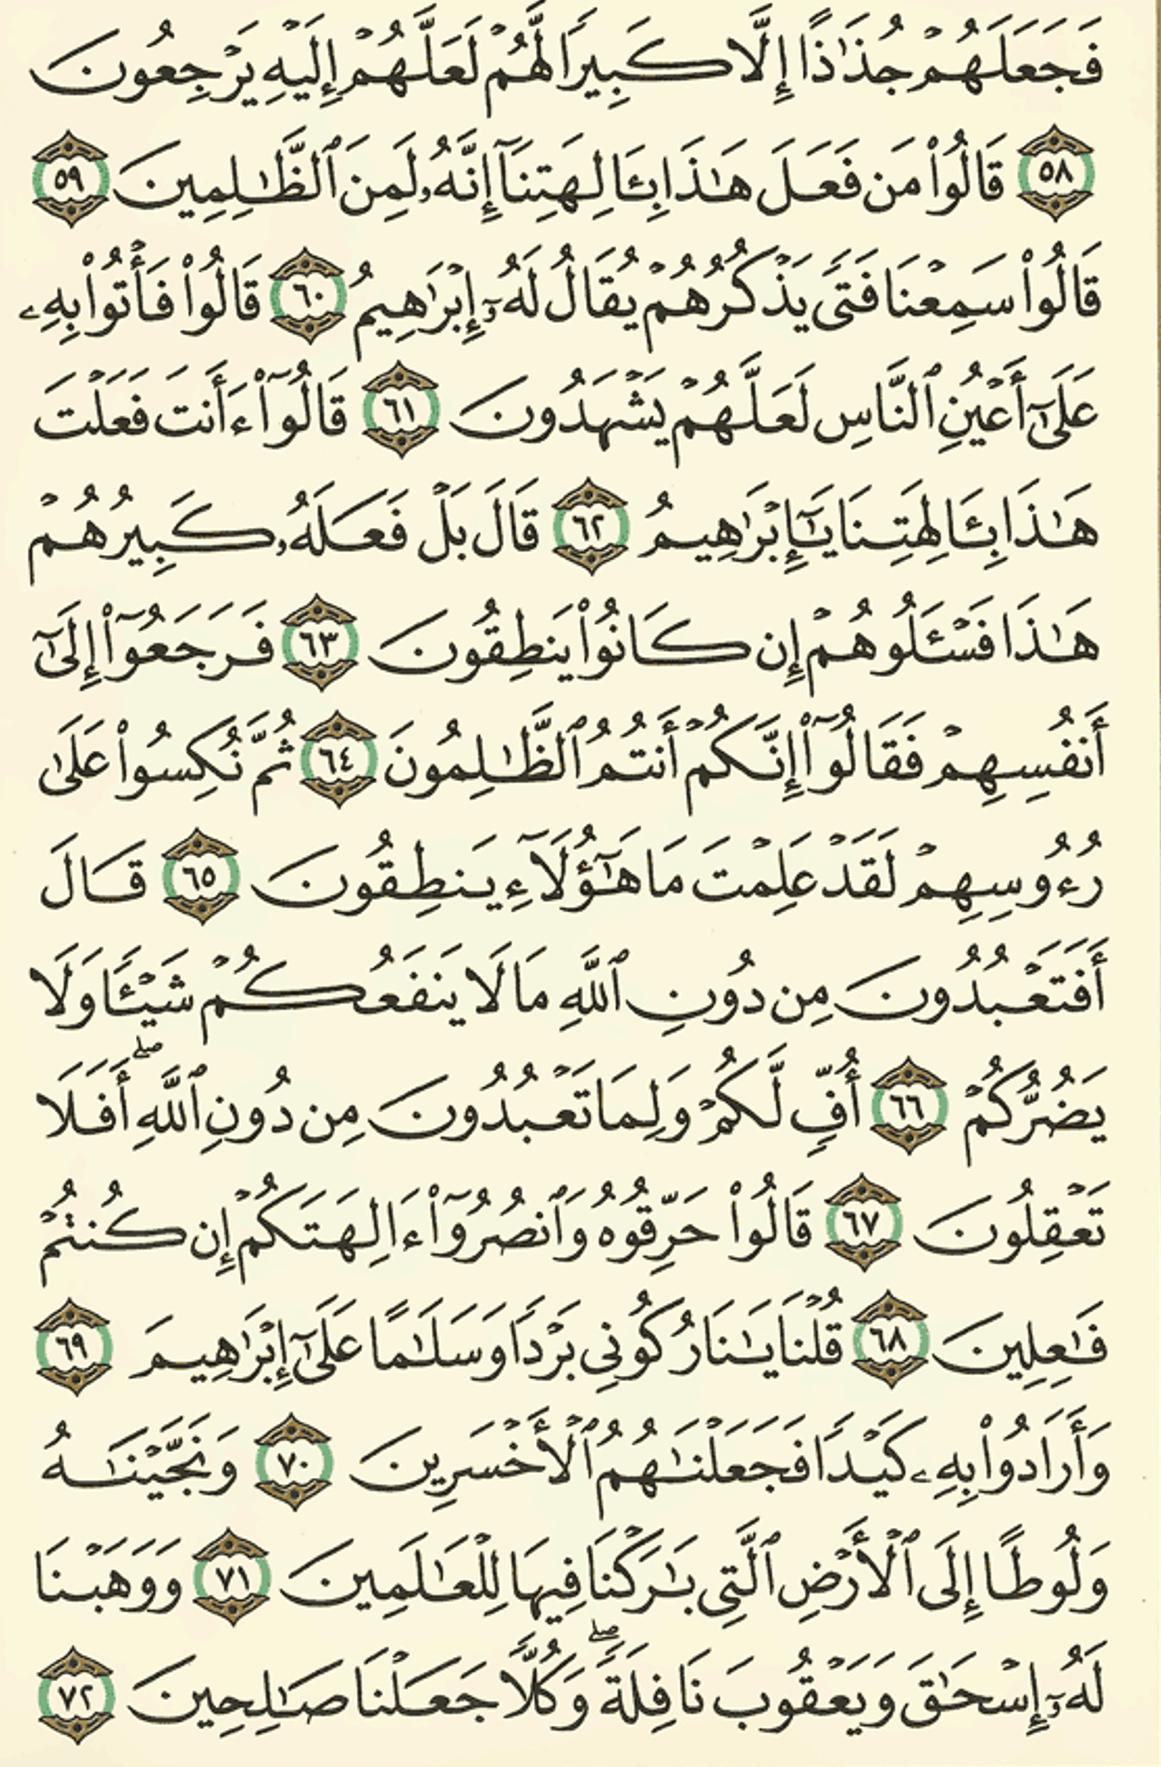 فَجَعَلَهُمْ جُذَٰذًا إِلَّا كَبِيرًا لَّهُمْ لَعَلَّهُمْ إِلَيْهِ يَرْجِعُونَ
٥٨ قَالُوا۟ مَن فَعَلَ هَٰذَا بِـَٔالِهَتِنَآ إِنَّهُۥ لَمِنَ ٱلظَّٰلِمِينَ ٥٩
قَالُوا۟ سَمِعْنَا فَتًى يَذْكُرُهُمْ يُقَالُ لَهُۥٓ إِبْرَٰهِيمُ ٦٠ قَالُوا۟ فَأْتُوا۟ بِهِۦ
عَلَىٰٓ أَعْيُنِ ٱلنَّاسِ لَعَلَّهُمْ يَشْهَدُونَ ٦١ قَالُوٓا۟ ءَأَنتَ فَعَلْتَ
هَٰذَا بِـَٔالِهَتِنَا يَٰٓإِبْرَٰهِيمُ ٦٢ قَالَ بَلْ فَعَلَهُۥ كَبِيرُهُمْ
هَٰذَا فَسْـَٔلُوهُمْ إِن كَانُوا۟ يَنطِقُونَ ٦٣ فَرَجَعُوٓا۟ إِلَىٰٓ
أَنفُسِهِمْ فَقَالُوٓا۟ إِنَّكُمْ أَنتُمُ ٱلظَّٰلِمُونَ ٦٤ ثُمَّ نُكِسُوا۟ عَلَىٰ
رُءُوسِهِمْ لَقَدْ عَلِمْتَ مَا هَٰٓؤُلَآءِ يَنطِقُونَ ٦٥ قَالَ
أَفَتَعْبُدُونَ مِن دُونِ ٱللَّهِ مَا لَا يَنفَعُكُمْ شَيْـًٔا وَلَا
يَضُرُّكُمْ ٦٦ أُفٍّ لَّكُمْ وَلِمَا تَعْبُدُونَ مِن دُونِ ٱللَّهِ ۖ أَفَلَا
تَعْقِلُونَ ٦٧ قَالُوا۟ حَرِّقُوهُ وَٱنصُرُوٓا۟ ءَالِهَتَكُمْ إِن كُنتُمْ
فَٰعِلِينَ ٦٨ قُلْنَا يَٰنَارُ كُونِى بَرْدًا وَسَلَٰمًا عَلَىٰٓ إِبْرَٰهِيمَ ٦٩
وَأَرَادُوا۟ بِهِۦ كَيْدًا فَجَعَلْنَٰهُمُ ٱلْأَخْسَرِينَ ٧٠ وَنَجَّيْنَٰهُ
وَلُوطًا إِلَى ٱلْأَرْضِ ٱلَّتِى بَٰرَكْنَا فِيهَا لِلْعَٰلَمِينَ ٧١ وَوَهَبْنَا
لَهُۥٓ إِسْحَٰقَ وَيَعْقُوبَ نَافِلَةً ۖ وَكُلًّا جَعَلْنَا صَٰلِحِينَ ٧٢